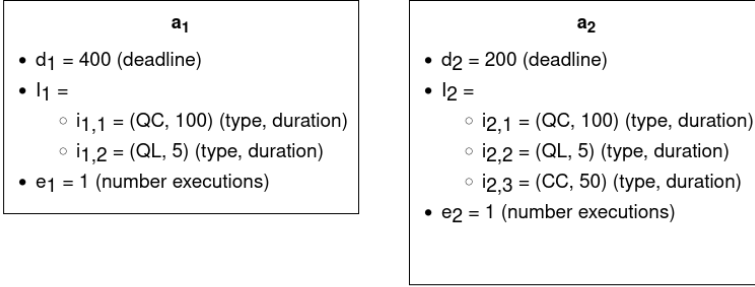 a1
• d1 = 400 (deadline)
• I1 =
○ i1,1 = (QC, 100) (type, duration)
○ i1,2 = (QL, 5) (type, duration)
• e1 = 1 (number executions)
a2
• d2 = 200 (deadline)
• I2 =
○ i2,1 = (QC, 100) (type, duration)
○ i2,2 = (QL, 5) (type, duration)
○ i2,3 = (CC, 50) (type, duration)
• e2 = 1 (number executions)